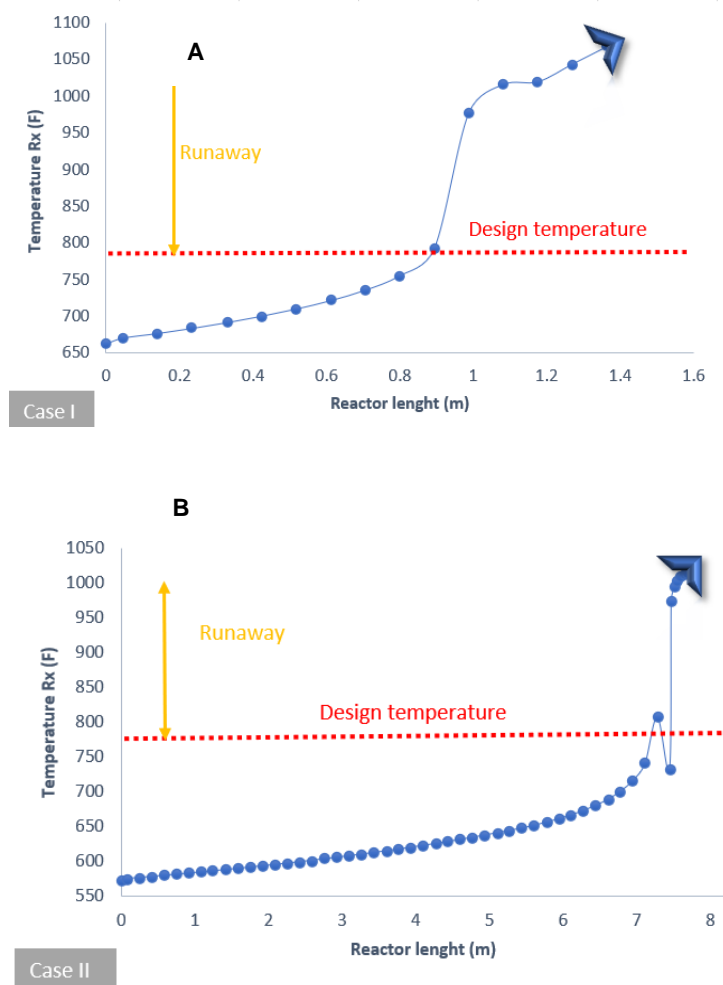 A
Temperature Rx (F)
1100
1050
1000
950
900
850
800
750
700
650
Runaway
Design temperature
0 0.2 0.4 0.6 0.8 1 1.2 1.4 1.6
Reactor lenght (m)
Case I
B
Temperature Rx (F)
1050
1000
950
900
850
800
750
700
650
600
550
Runaway
Design temperature
0 1 2 3 4 5 6 7 8
Reactor lenght (m)
Case II